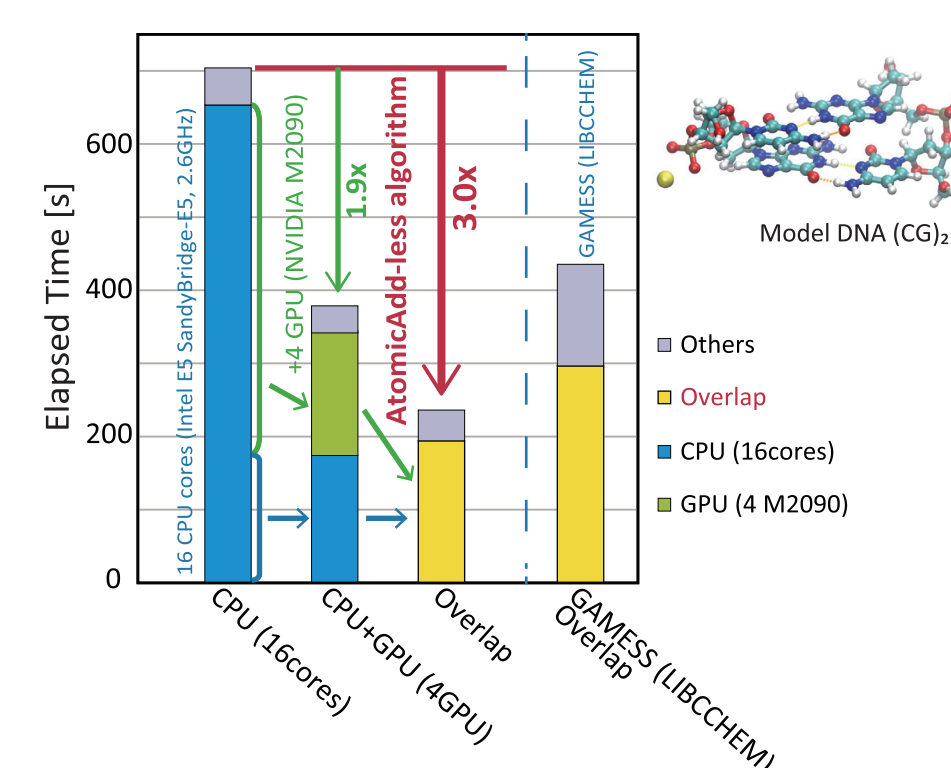 Elapsed Time [s]
600
400
200
0
16 CPU cores (Intel E5 SandyBridge-E5, 2.6GHz)
+4 GPU (NVIDIA M2090)
1.9x
AtomicAdd-less algorithm
3.0x
GAMESS (LIBCCHEM)
Model DNA (CG)₂
Others
Overlap
CPU (16cores)
GPU (4 M2090)
CPU (16cores)
CPU+GPU (4GPU)
Overlap
GAMESS (LIBCCHEM)
Overlap